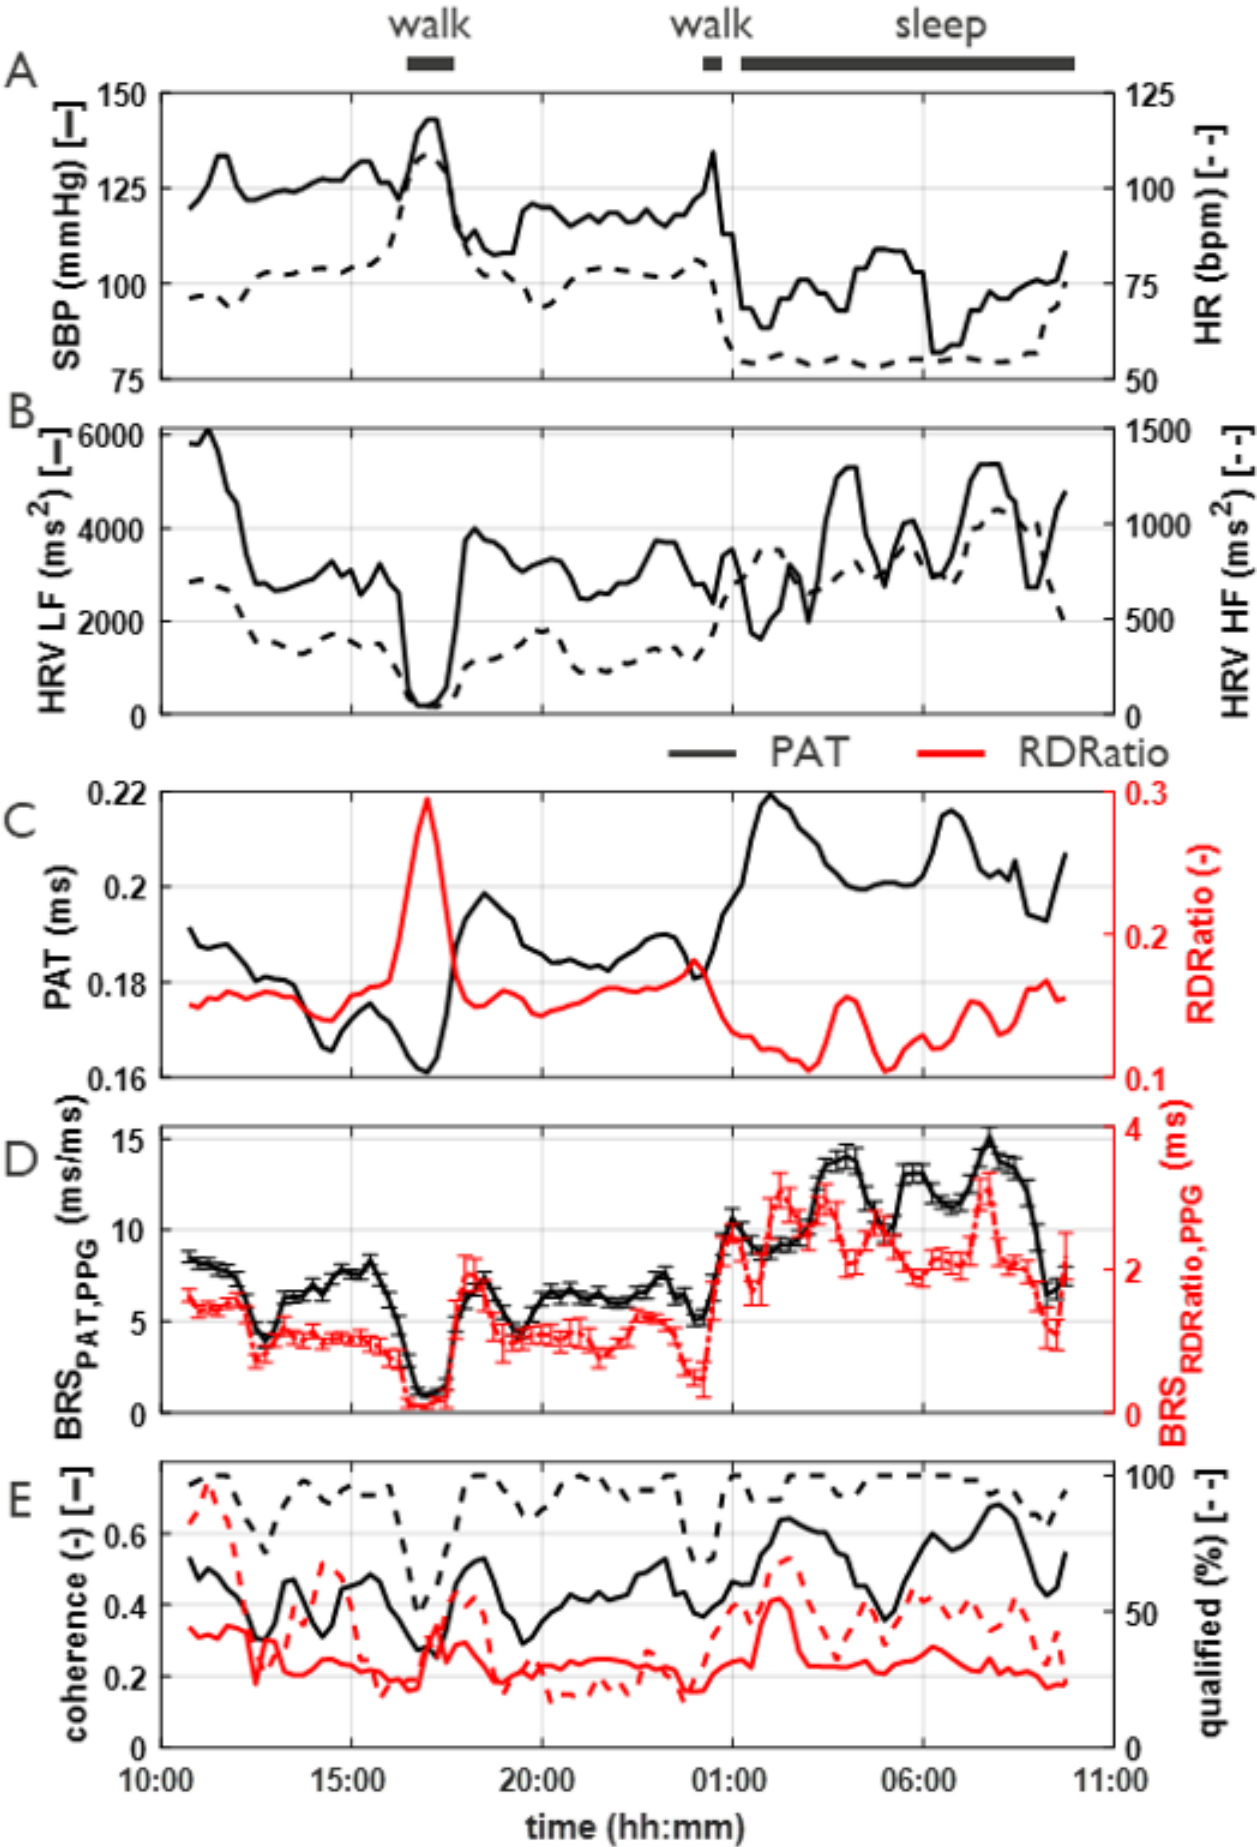 walk walk sleep
A
150 125
125 100
100 75
75 50
SBP (mmHg) [—]
HR (bpm) [- -]
B
6000 1500
4000 1000
2000 500
0 0
HRV LF (ms²) [—]
HRV HF (ms²) [- -]
PAT RDRatio
C
0.22 0.3
0.2 0.2
0.18
0.16 0.1
PAT (ms)
RDRatio (-)
D
15 4
10 2
5
0 0
BRS PAT,PPG (ms/ms)
BRS RDRatio,PPG (ms)
E
0.6 100
0.4 50
0.2
0 0
coherence (-) [—]
qualified (%) [- -]
10:00 15:00 20:00 01:00 06:00 11:00
time (hh:mm)